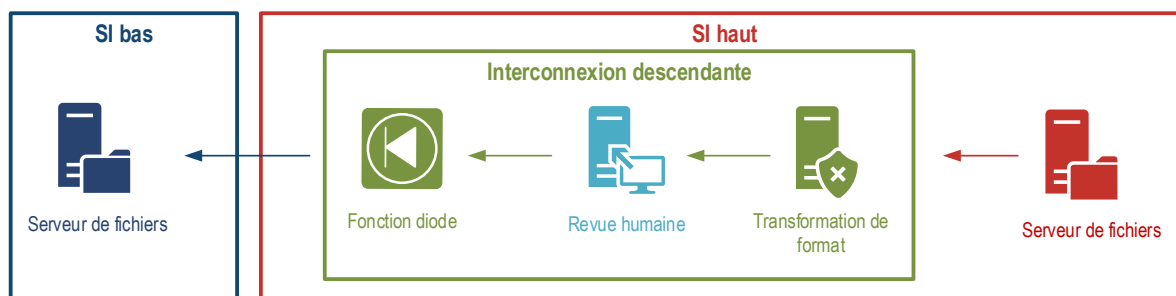 SI bas
SI haut
Interconnexion descendante
Serveur de fichiers
Fonction diode
Revue humaine
Transformation de
format
Serveur de fichiers